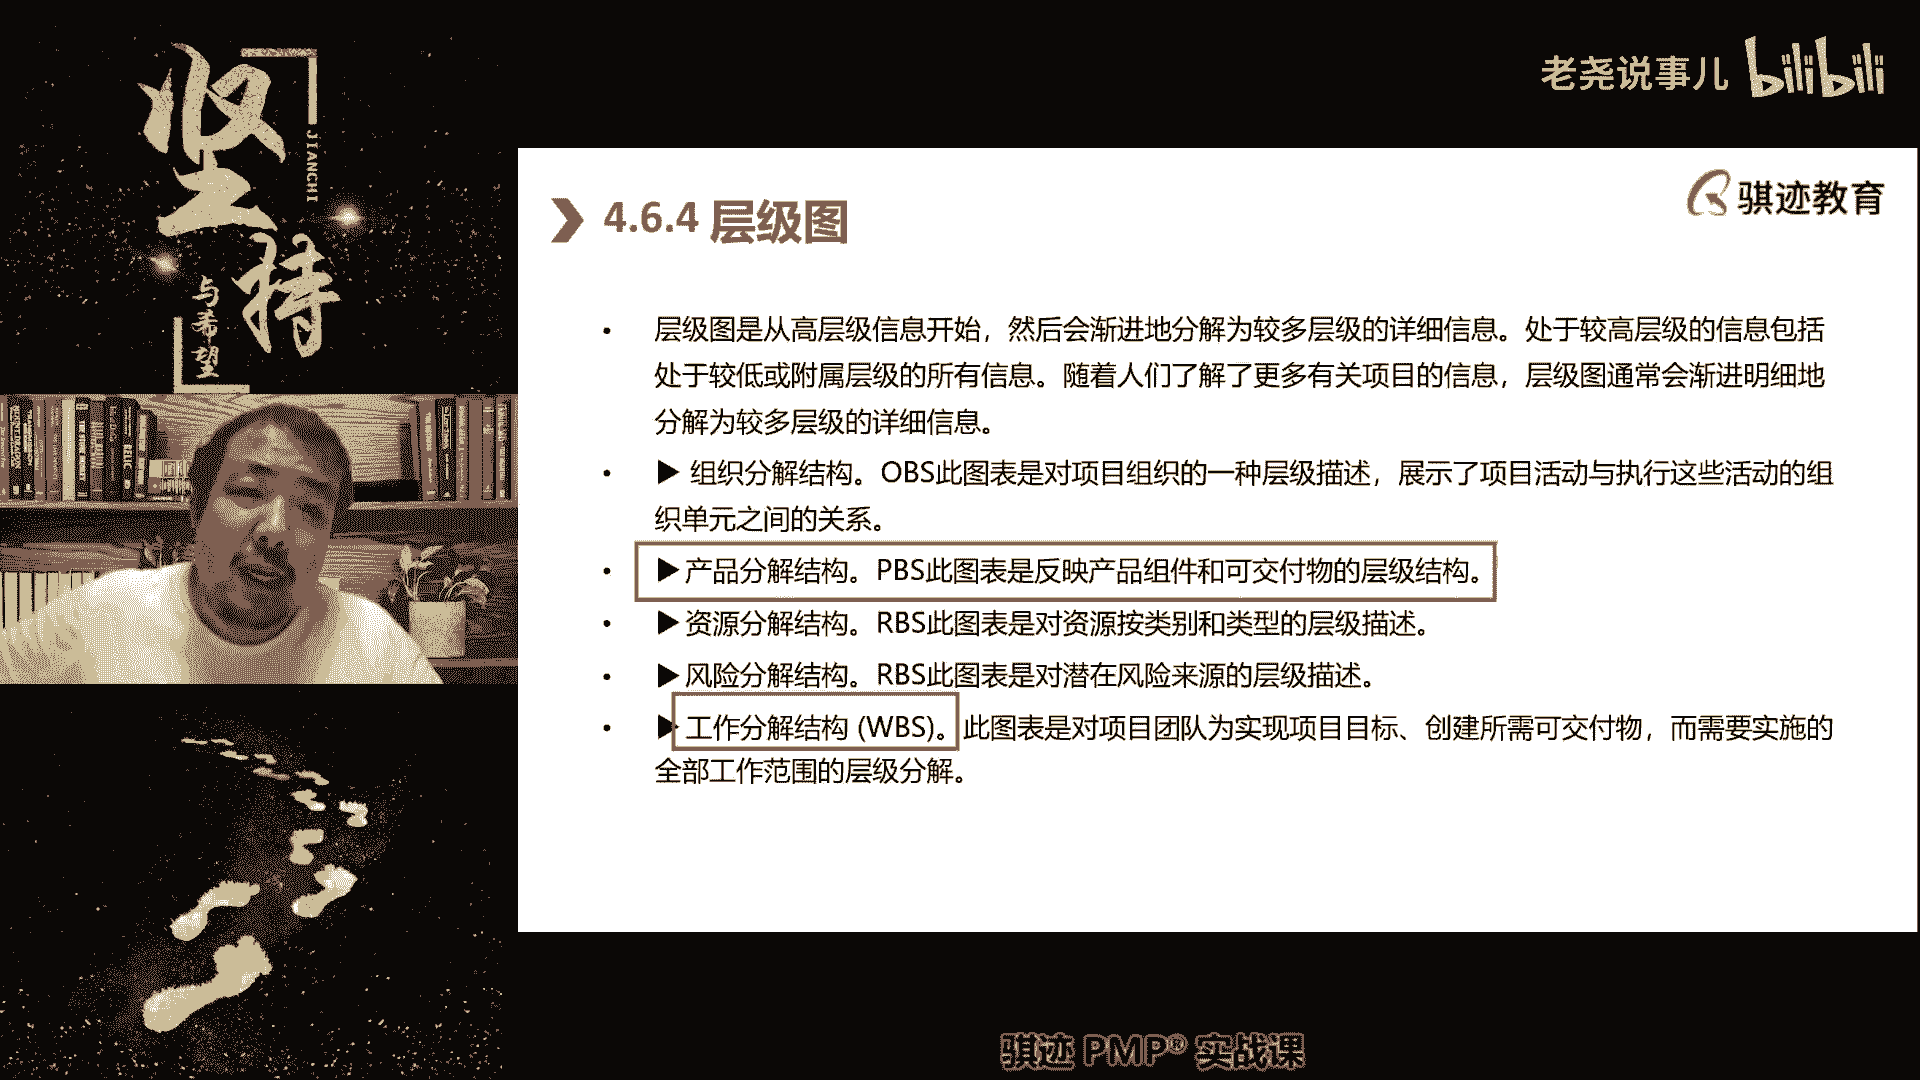 坚持
JIANCHI
与希望
老尧说事儿 bilibili
骐迹教育
4.6.4 层级图
• 层级图是从高层级信息开始，然后会渐进地分解为较多层级的详细信息。处于较高层级的信息包括
处于较低或附属层级的所有信息。随着人们了解了更多有关项目的信息，层级图通常会渐进明细地
分解为较多层级的详细信息。
• ▶ 组织分解结构。OBS此图表是对项目组织的一种层级描述，展示了项目活动与执行这些活动的组
织单元之间的关系。
• ▶产品分解结构。PBS此图表是反映产品组件和可交付物的层级结构。
• ▶资源分解结构。RBS此图表是对资源按类别和类型的层级描述。
• ▶风险分解结构。RBS此图表是对潜在风险来源的层级描述。
• ▶工作分解结构 (WBS)。此图表是对项目团队为实现项目目标、创建所需可交付物，而需要实施的
全部工作范围的层级分解。
骐迹 PMP® 实战课